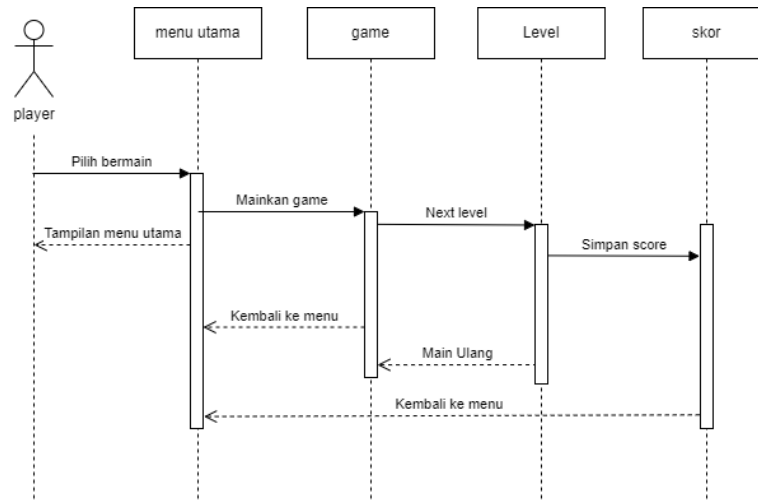 menu utama
game
Level
skor
player
Pilih bermain
Mainkan game
Next level
Tampilan menu utama
Simpan score
Kembali ke menu
Main Ulang
Kembali ke menu